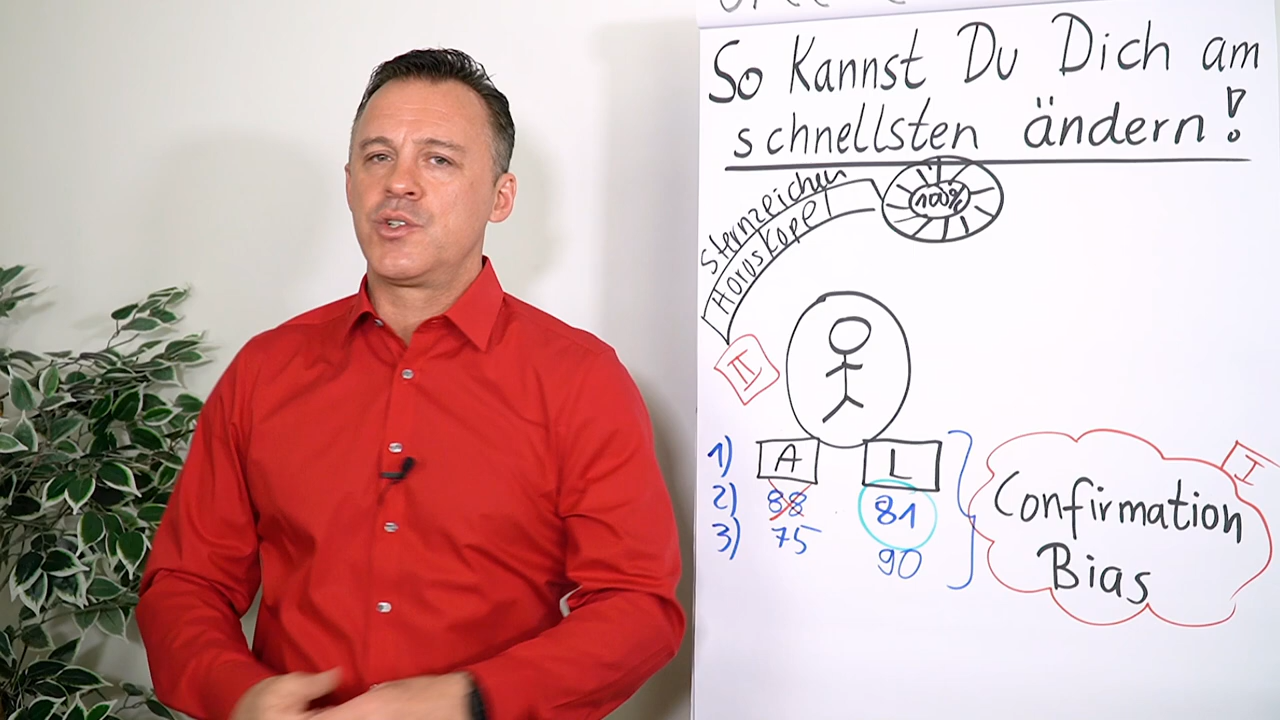 So Kannst Du Dich am
schnellsten ändern!
Sternzeichen
Horoskope
100%
II
1) A L
2) 88 81
3) 75 90
I
Confirmation
Bias